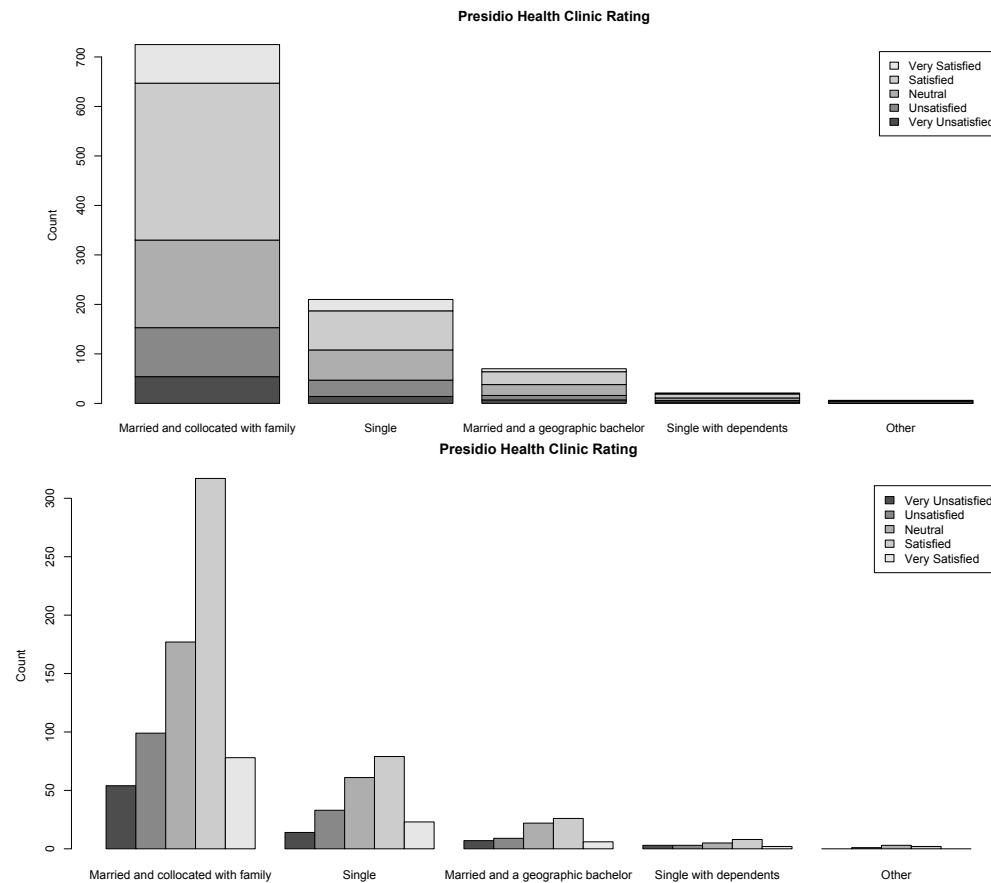 Presidio Health Clinic Rating
700
600
500
400
300
200
100
0
Count
Very Satisfied
Satisfied
Neutral
Unsatisfied
Very Unsatisfied
Married and collocated with family
Single
Married and a geographic bachelor
Single with dependents
Other
Presidio Health Clinic Rating
300
250
200
150
100
50
0
Count
Very Unsatisfied
Unsatisfied
Neutral
Satisfied
Very Satisfied
Married and collocated with family
Single
Married and a geographic bachelor
Single with dependents
Other